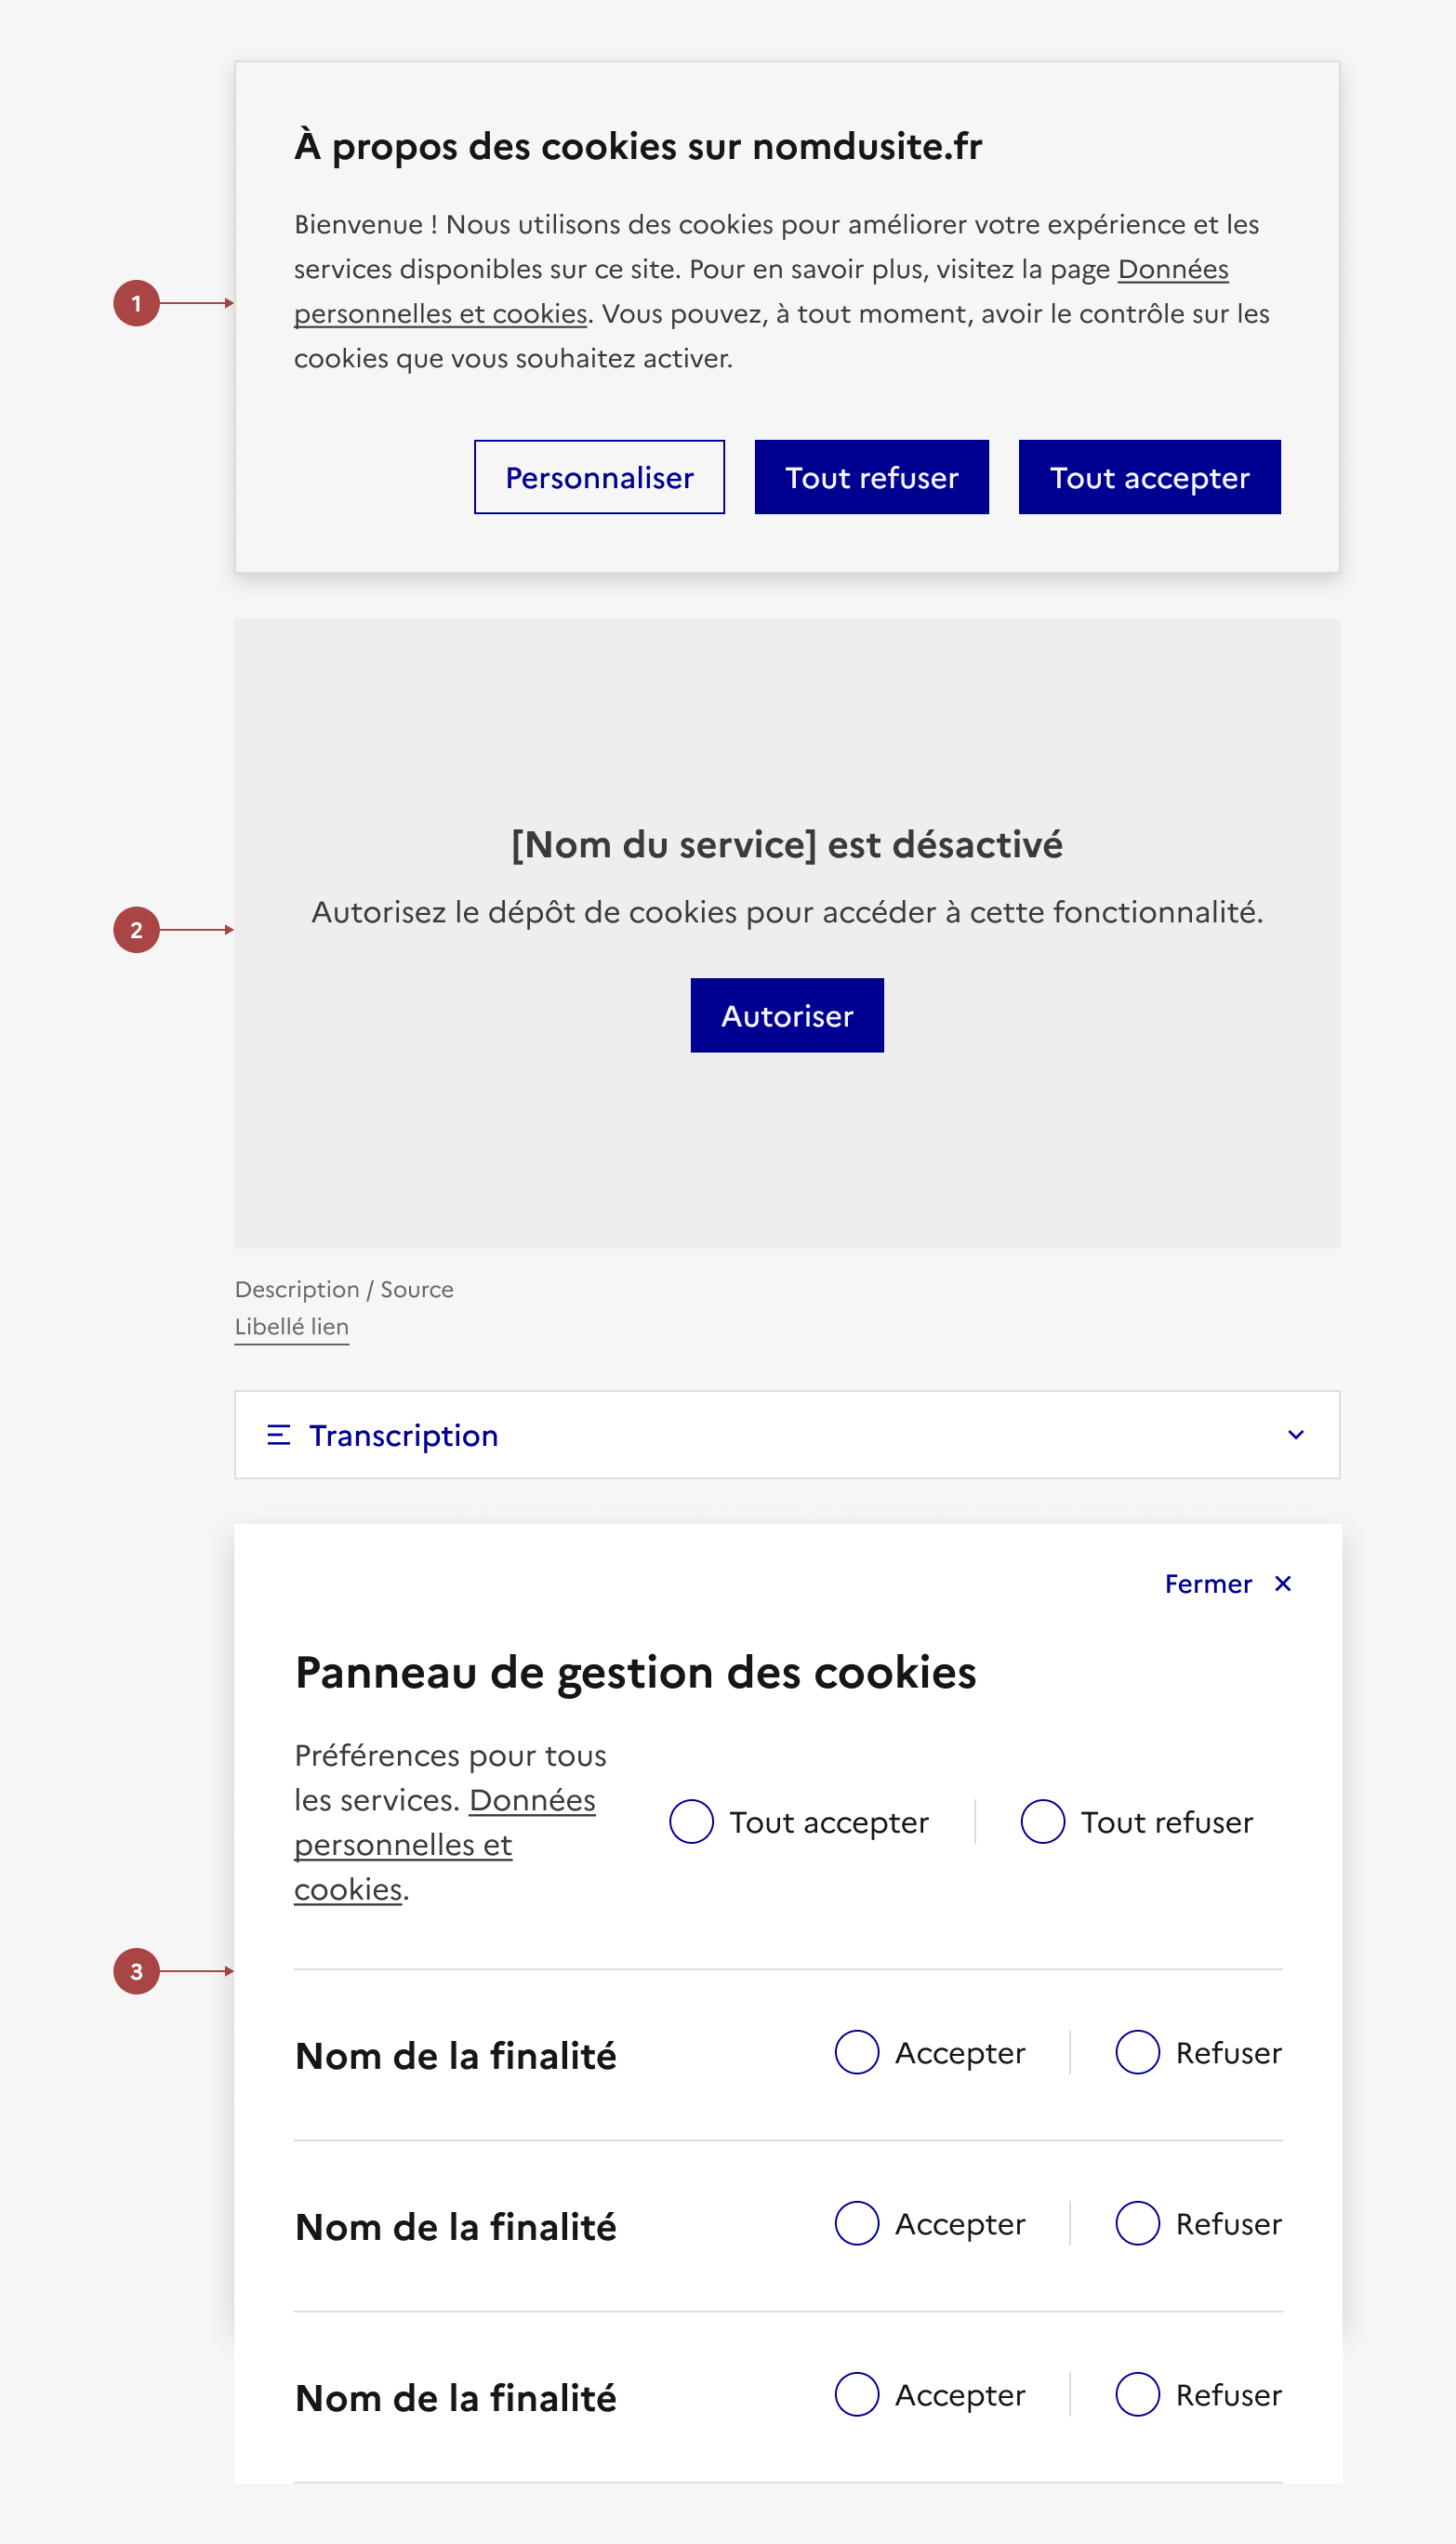 À propos des cookies sur nomdusite.fr
Bienvenue ! Nous utilisons des cookies pour améliorer votre expérience et les
services disponibles sur ce site. Pour en savoir plus, visitez la page Données
personnelles et cookies. Vous pouvez, à tout moment, avoir le contrôle sur les
cookies que vous souhaitez activer.
1
Personnaliser Tout refuser Tout accepter
[Nom du service] est désactivé
Autorisez le dépôt de cookies pour accéder à cette fonctionnalité.
2
Autoriser
Description / Source
Libellé lien
Transcription
Fermer
Panneau de gestion des cookies
Préférences pour tous
les services. Données
personnelles et
cookies.
Tout accepter Tout refuser
3
Nom de la finalité Accepter Refuser
Nom de la finalité Accepter Refuser
Nom de la finalité Accepter Refuser